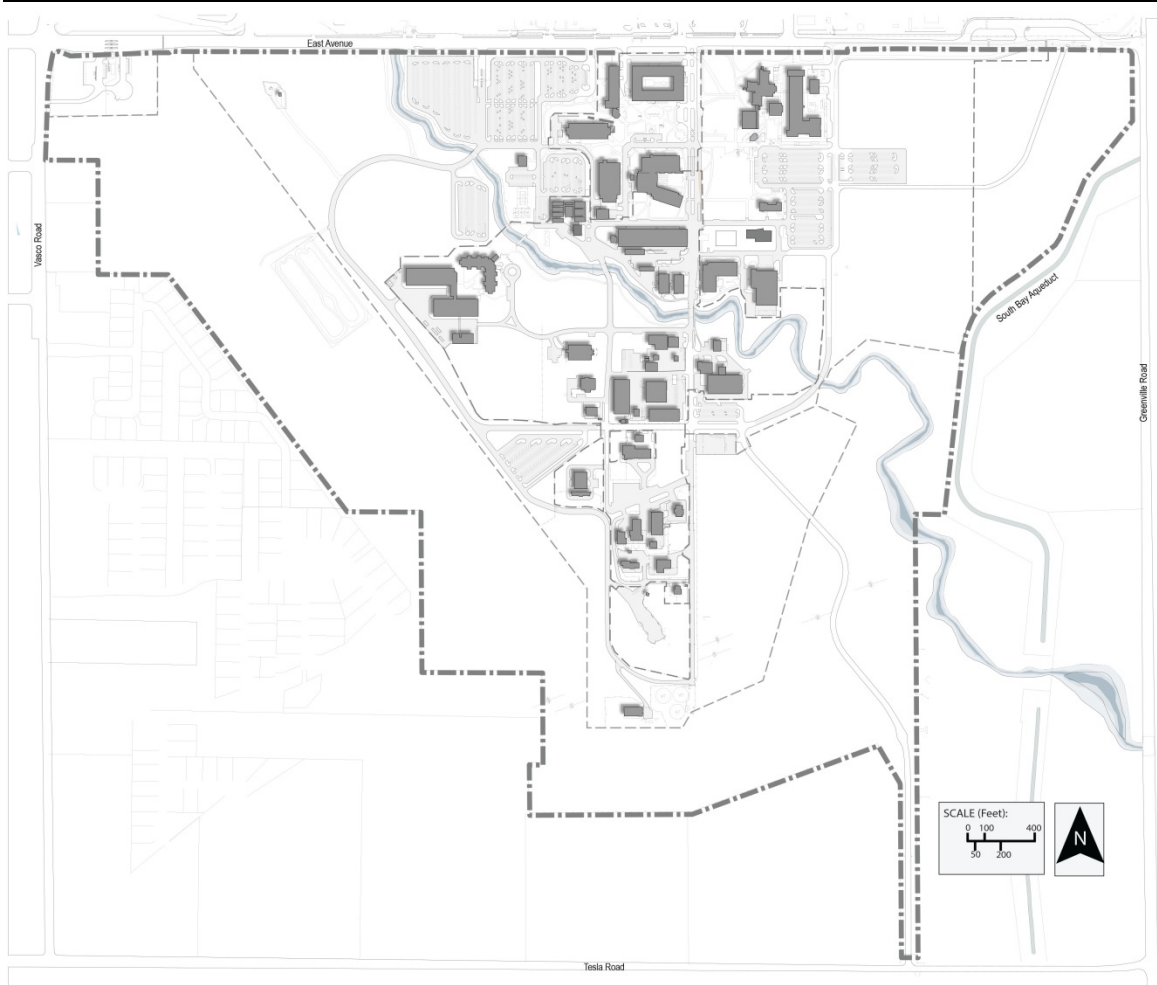 East Avenue
Vasco Road
South Bay Aqueduct
Greenville Road
SCALE (Feet):
0 100 400
50 200
N
Tesla Road